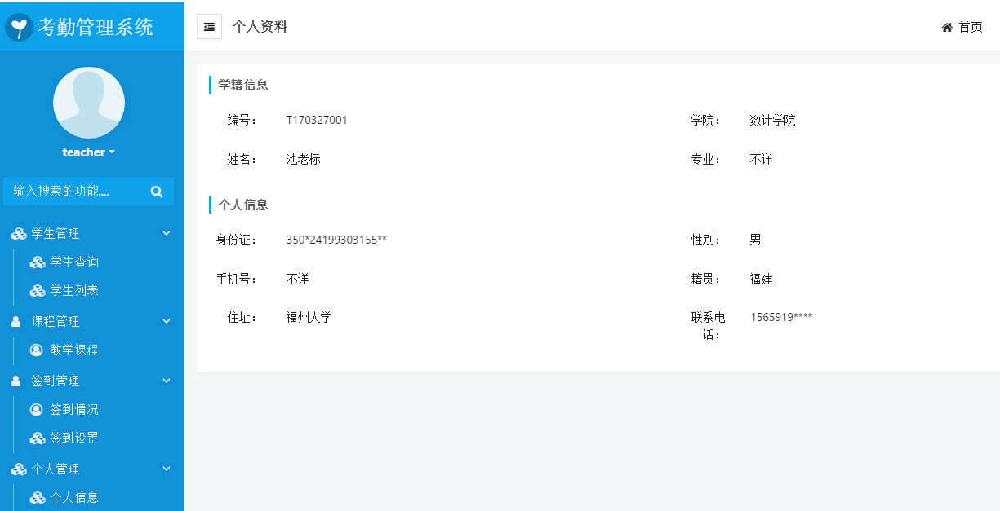 考勤管理系统
个人资料
首页
teacher
输入搜索的功能....
学生管理
学生查询
学生列表
课程管理
教学课程
签到管理
签到情况
签到设置
个人管理
个人信息
学籍信息
编号： T170327001 学院： 数计学院
姓名： 池老标 专业： 不详
个人信息
身份证： 350*24199303155** 性别： 男
手机号： 不详 籍贯： 福建
住址： 福州大学 联系电 1565919****
话：